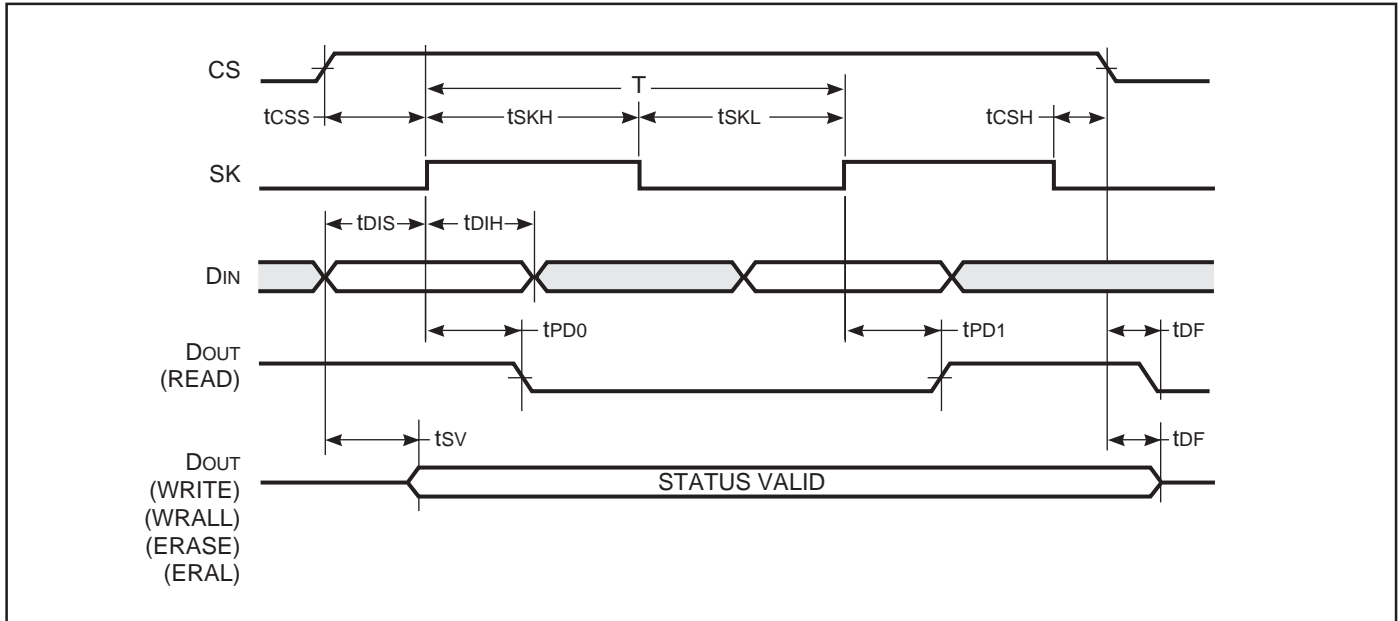 CS
T
tCSS
tSKH
tSKL
tCSH
SK
tDIS
tDIH
DIN
tPD0
tPD1
tDF
DOUT
(READ)
tSV
tDF
DOUT
(WRITE)
STATUS VALID
(WRALL)
(ERASE)
(ERAL)